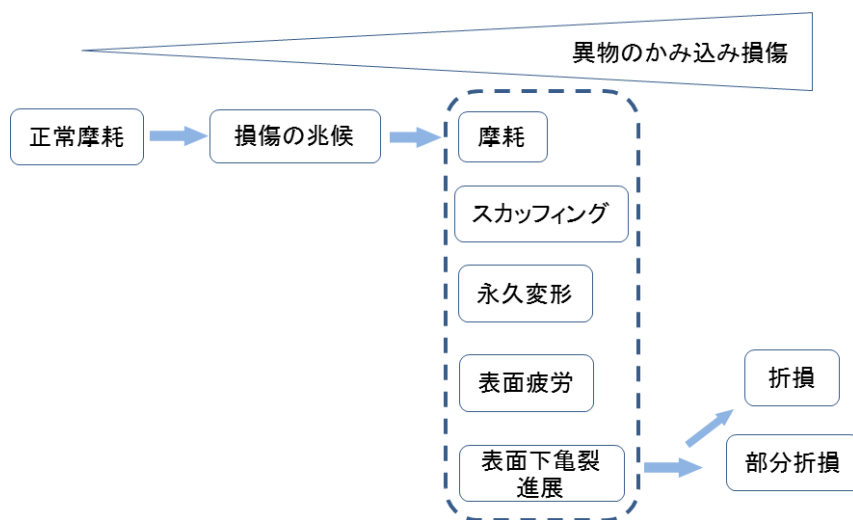 異物のかみ込み損傷
正常摩耗
損傷の兆候
摩耗
スカッフィング
永久変形
表面疲労
表面下亀裂
進展
折損
部分折損